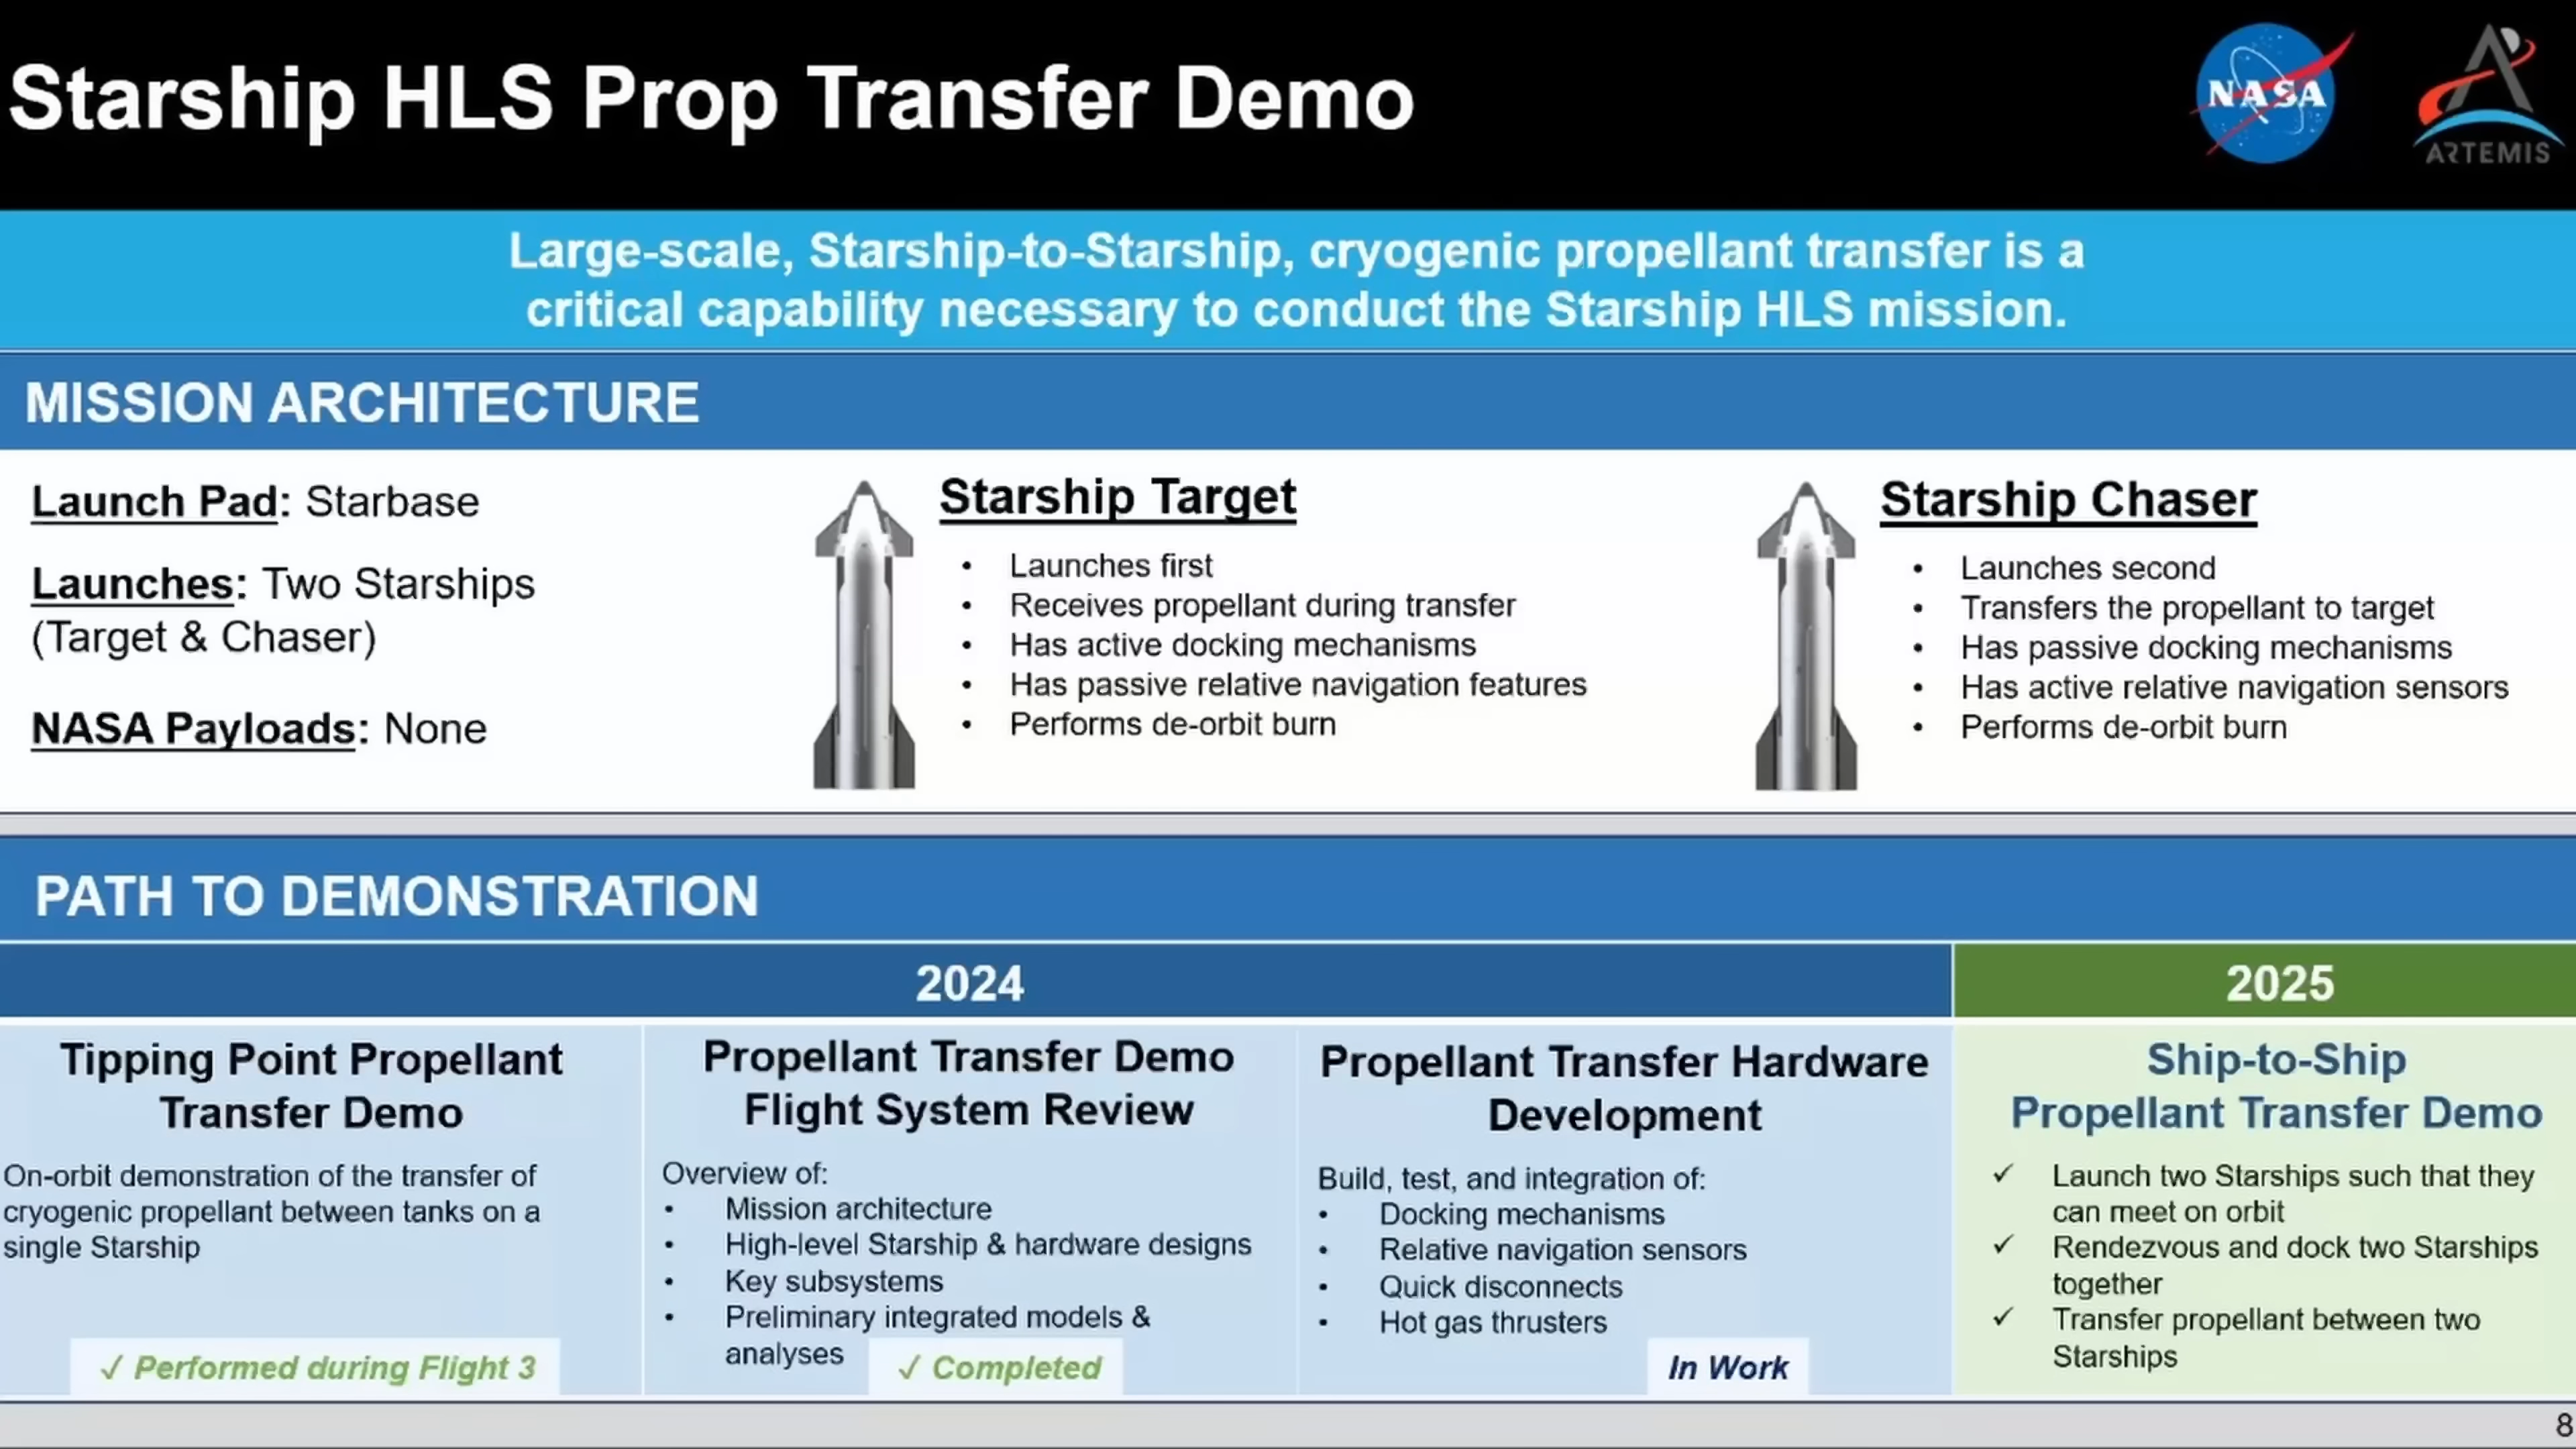 Starship HLS Prop Transfer Demo
NASA
ARTEMIS
Large-scale, Starship-to-Starship, cryogenic propellant transfer is a
critical capability necessary to conduct the Starship HLS mission.
MISSION ARCHITECTURE
Launch Pad: Starbase
Launches: Two Starships
(Target & Chaser)
NASA Payloads: None
Starship Target
• Launches first
• Receives propellant during transfer
• Has active docking mechanisms
• Has passive relative navigation features
• Performs de-orbit burn
Starship Chaser
• Launches second
• Transfers the propellant to target
• Has passive docking mechanisms
• Has active relative navigation sensors
• Performs de-orbit burn
PATH TO DEMONSTRATION
2024
Tipping Point Propellant
Transfer Demo
On-orbit demonstration of the transfer of
cryogenic propellant between tanks on a
single Starship
✓ Performed during Flight 3
Propellant Transfer Demo
Flight System Review
Overview of:
• Mission architecture
• High-level Starship & hardware designs
• Key subsystems
• Preliminary integrated models &
analyses
✓ Completed
Propellant Transfer Hardware
Development
Build, test, and integration of:
• Docking mechanisms
• Relative navigation sensors
• Quick disconnects
• Hot gas thrusters
In Work
2025
Ship-to-Ship
Propellant Transfer Demo
✓ Launch two Starships such that they
can meet on orbit
✓ Rendezvous and dock two Starships
together
✓ Transfer propellant between two
Starships
8